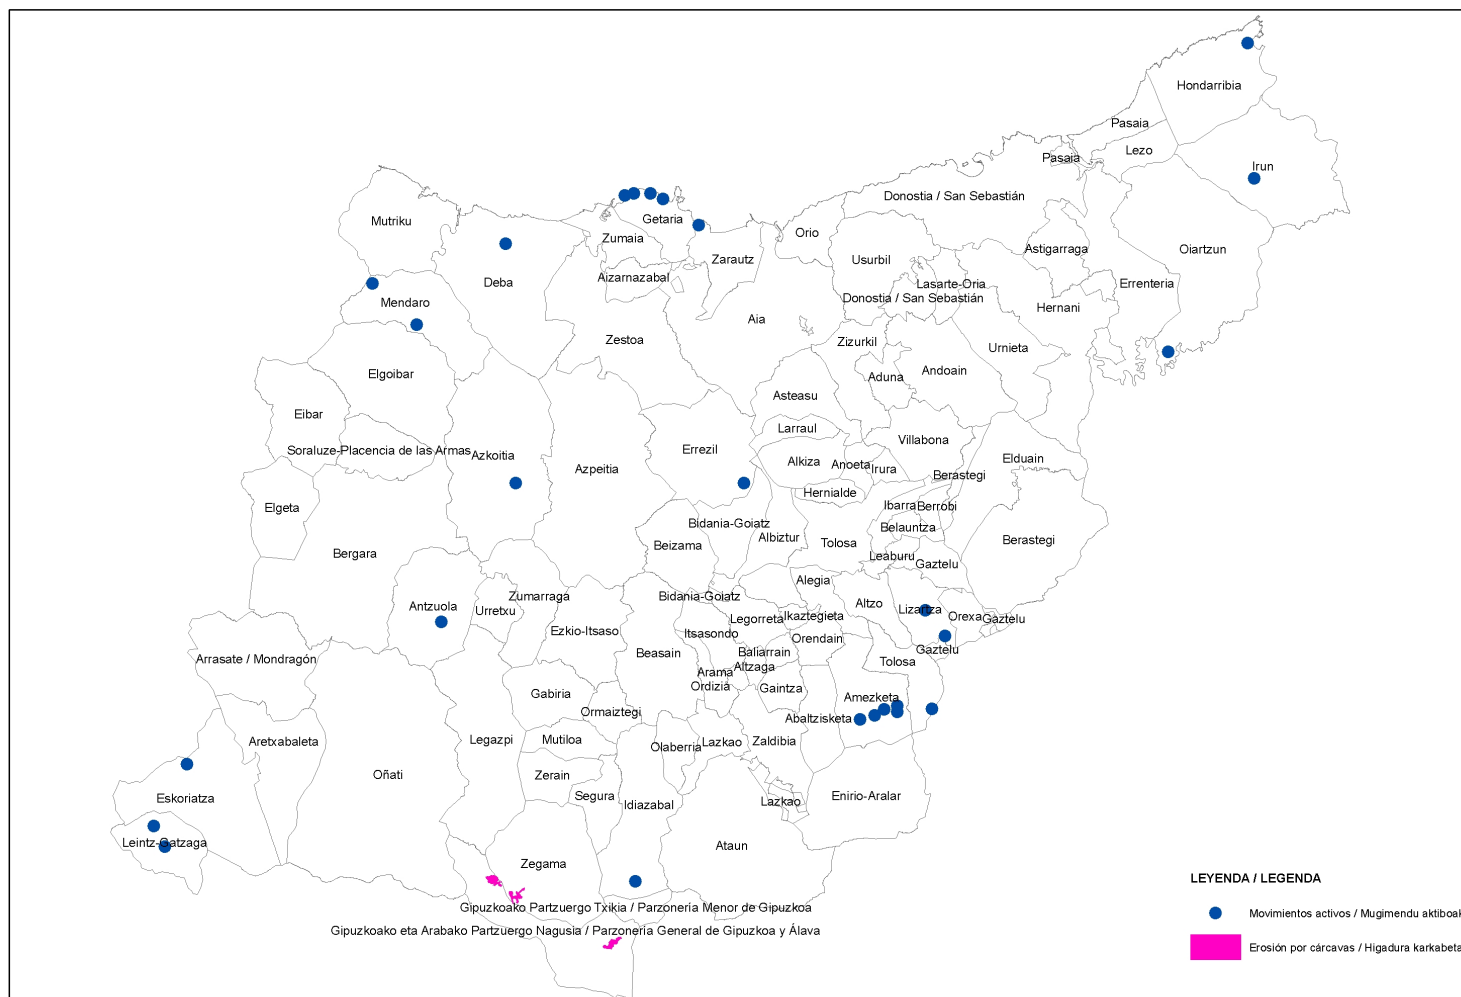 Hondarribia
Pasaia
Lezo
Pasaia
Irun
Donostia / San Sebastián
Mutriku
Getaria
Orio
Zumaia
Astigarraga
Oiartzun
Zarautz
Usurbil
Aizarnazabal
Deba
Lasarte-Oria
Errenteria
Donostia / San Sebastián
Mendaro
Hernani
Aia
Zestoa
Zizurkil
Urnieta
Elgoibar
Aduna
Andoain
Asteasu
Eibar
Larraul
Villabona
Soraluze-Placencia de las Armas
Azkoitia
Errezil
Azpeitia
Alkiza
Anoeta
Irura
Elduain
Berastegi
Hernialde
Elgeta
Ibarra
Berrobi
Bidania-Goiatz
Belauntza
Albiztur
Tolosa
Berastegi
Beizama
Bergara
Leaburu
Gaztelu
Alegia
Zumarraga
Bidania-Goiatz
Antzuola
Urretxu
Altzo
Lizartza
Legorreta
Ikaztegieta
Orexa
Gaztelu
Ezkio-Itsaso
Itsasondo
Orendain
Beasain
Baliarrain
Gaztelu
Arrasate / Mondragón
Altzaga
Tolosa
Arama
Ordizia
Gaintza
Gabiria
Amezketa
Ormaiztegi
Abaltzisketa
Legazpi
Mutiloa
Aretxabaleta
Olaberria
Lazkao
Zaldibia
Oñati
Zerain
Segura
Eskoriatza
Idiazabal
Lazkao
Enirio-Aralar
Leintz-Gatzaga
Ataun
Zegama
Gipuzkoako Partzuergo Txikia / Parzonería Menor de Gipuzkoa
Gipuzkoako eta Arabako Partzuergo Nagusia / Parzonería General de Gipuzkoa y Álava
LEYENDA / LEGENDA
Movimientos activos / Mugimendu aktiboak
Erosión por cárcavas / Higadura karkabeta